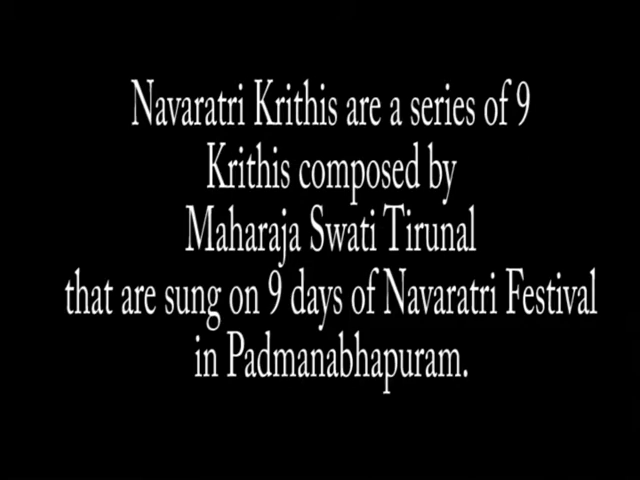 Navaratri Krithis are a series of 9
Krithis composed by
Maharaja Swati Tirunal
that are sung on 9 days of Navaratri Festival
in Padmanabhapuram.